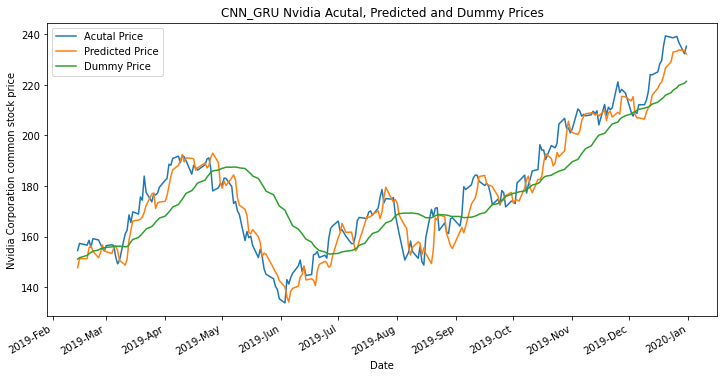 CNN_GRU Nvidia Acutal, Predicted and Dummy Prices
Acutal Price
Predicted Price
Dummy Price
Nvidia Corporation common stock price
240
220
200
180
160
140
2019-Feb
2019-Mar
2019-Apr
2019-May
2019-Jun
2019-Jul
2019-Aug
2019-Sep
2019-Oct
2019-Nov
2019-Dec
2020-Jan
Date